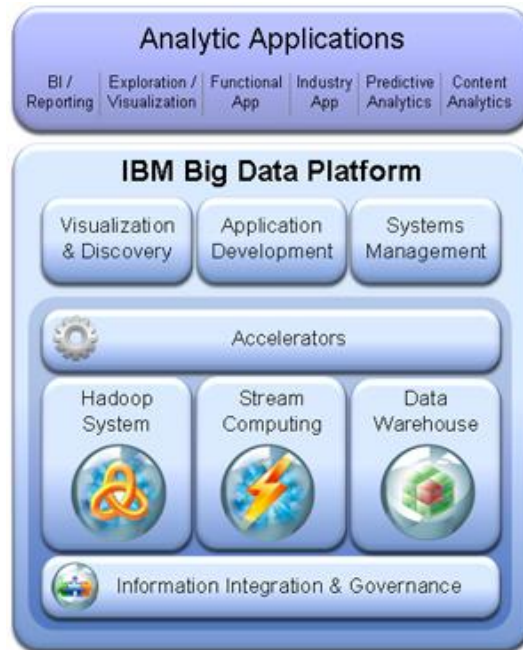 Analytic Applications
BI /
Reporting
Exploration /
Visualization
Functional
App
Industry
App
Predictive
Analytics
Content
Analytics
IBM Big Data Platform
Visualization
& Discovery
Application
Development
Systems
Management
Accelerators
Hadoop
System
Stream
Computing
Data
Warehouse
Information Integration & Governance